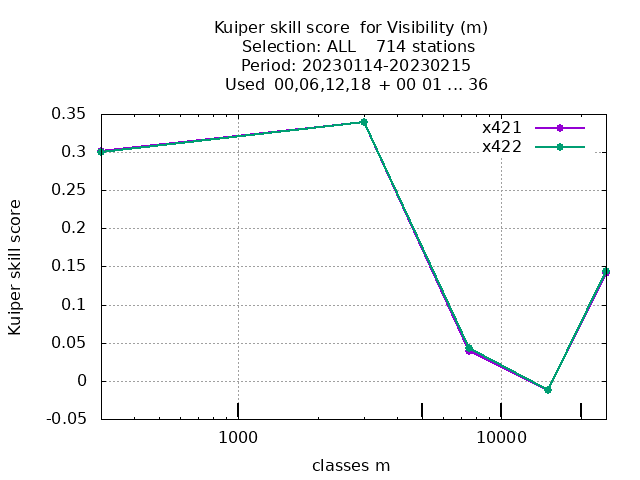 Kuiper skill score  for Visibility (m)
Selection: ALL    714 stations
Period: 20230114-20230215
Used  00,06,12,18 + 00 01 ... 36
0.35
0.3
0.25
0.2
0.15
0.1
0.05
0
-0.05
Kuiper skill score
x421
x422
1000
10000
classes m